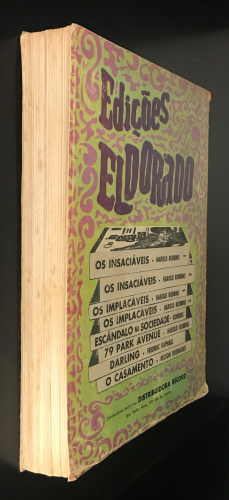 Edições
ELDORADO
OS INSACIÁVEIS - HAROLD ROBBINS
OS INSACIÁVEIS - HAROLD ROBBINS
OS IMPLACÁVEIS - HAROLD ROBBINS
OS IMPLACÁVEIS - HAROLD ROBBINS
ESCÂNDALO NA SOCIEDADE - ROBBINS
79 PARK AVENUE - HAROLD ROBBINS
DARLING - FREDERIC RAPHAEL
O CASAMENTO - NELSON RODRIGUES
DISTRIBUIDORA RECORD